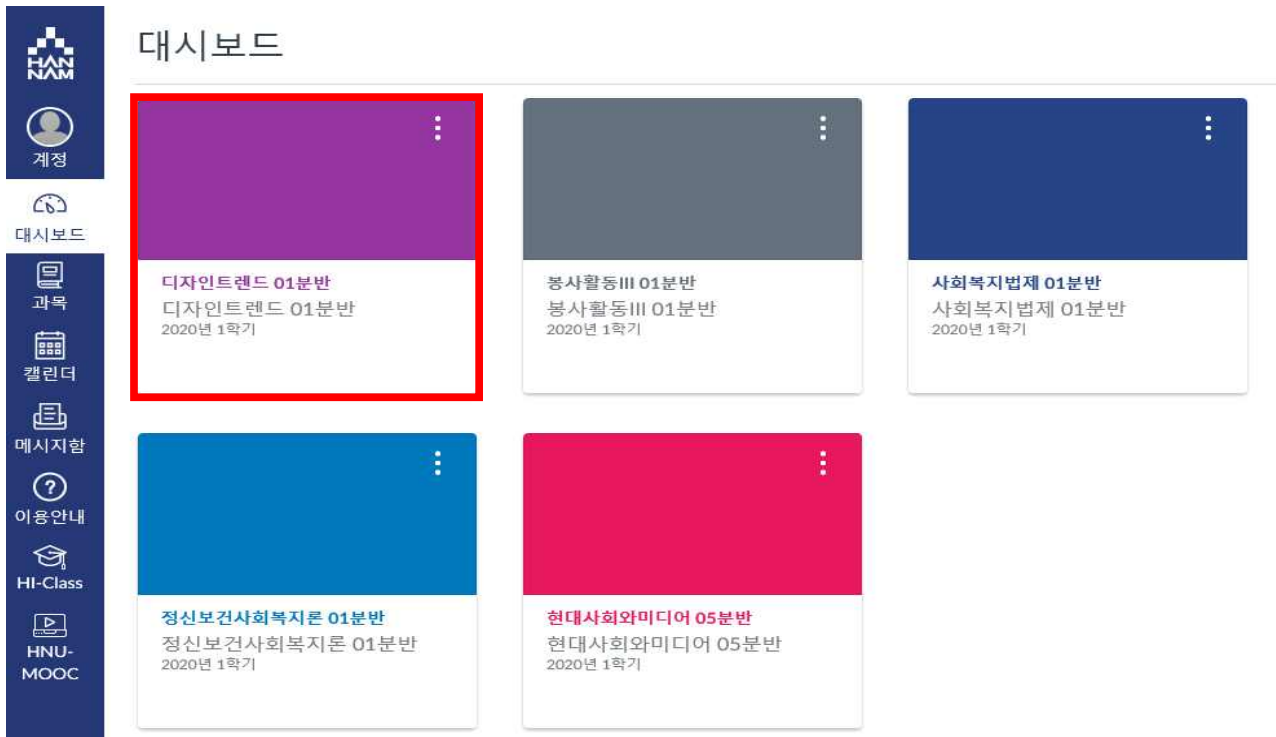 HAN
NAM
계정
대시보드
과목
캘린더
메시지함
이용안내
HI-Class
HNU-
MOOC
대시보드
디자인트렌드 01분반
디자인트렌드 01분반
2020년 1학기
봉사활동III 01분반
봉사활동III 01분반
2020년 1학기
사회복지법제 01분반
사회복지법제 01분반
2020년 1학기
정신보건사회복지론 01분반
정신보건사회복지론 01분반
2020년 1학기
현대사회와미디어 05분반
현대사회와미디어 05분반
2020년 1학기